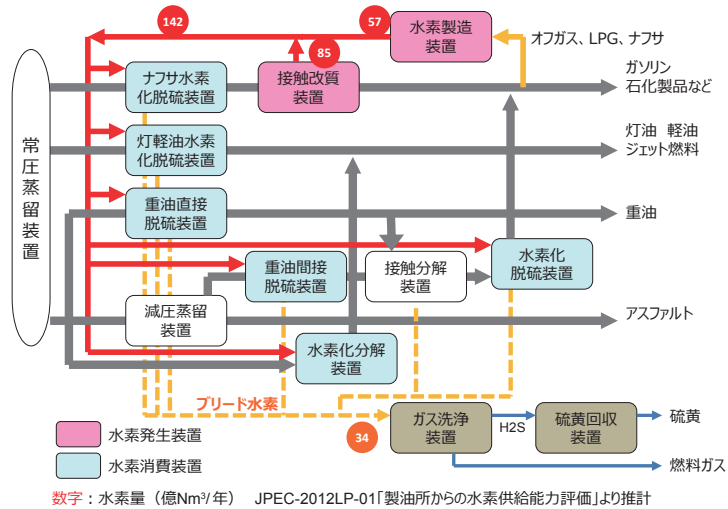 142
57
水素製造
装置
オフガス、LPG、ナフサ
85
ナフサ水素
化脱硫装置
接触改質
装置
ガソリン
石化製品など
灯軽油水素
化脱硫装置
灯油 軽油
ジェット燃料
常圧蒸留装置
重油直接
脱硫装置
重油
重油間接
脱硫装置
接触分解
装置
水素化
脱硫装置
減圧蒸留
装置
アスファルト
水素化分解
装置
ブリード水素
34
ガス洗浄
装置
H2S
硫黄回収
装置
硫黄
燃料ガス
水素発生装置
水素消費装置
数字：水素量（億Nm³/年） JPEC-2012LP-01「製油所からの水素供給能力評価」より推計